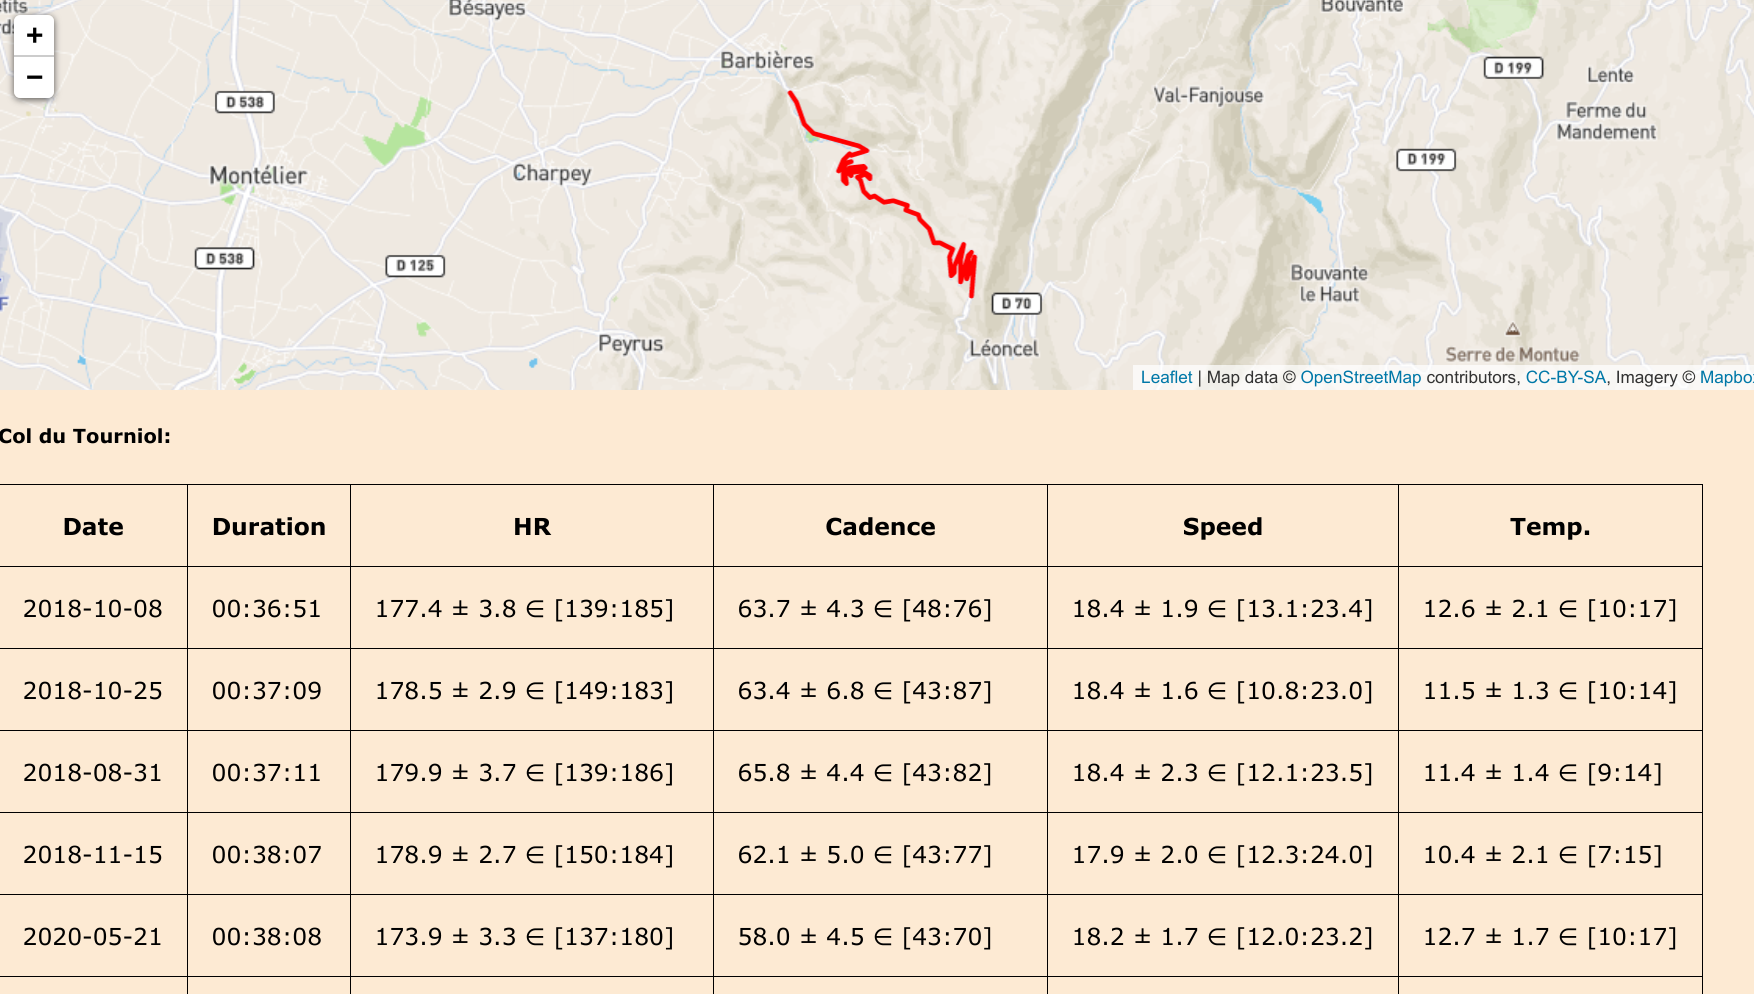 Bésayes
Bouvante
+
−
Barbières
D 199
Lente
Val-Fanjouse
D 538
Ferme du
Mandement
D 199
Montélier
Charpey
D 538
D 125
Bouvante
le Haut
F
D 70
Peyrus
Léoncel
Serre de Montue
Leaflet | Map data © OpenStreetMap contributors, CC-BY-SA, Imagery © Mapbo
Col du Tourniol:
Date Duration HR Cadence Speed Temp.
2018-10-08 00:36:51 177.4 ± 3.8 ∈ [139:185] 63.7 ± 4.3 ∈ [48:76] 18.4 ± 1.9 ∈ [13.1:23.4] 12.6 ± 2.1 ∈ [10:17]
2018-10-25 00:37:09 178.5 ± 2.9 ∈ [149:183] 63.4 ± 6.8 ∈ [43:87] 18.4 ± 1.6 ∈ [10.8:23.0] 11.5 ± 1.3 ∈ [10:14]
2018-08-31 00:37:11 179.9 ± 3.7 ∈ [139:186] 65.8 ± 4.4 ∈ [43:82] 18.4 ± 2.3 ∈ [12.1:23.5] 11.4 ± 1.4 ∈ [9:14]
2018-11-15 00:38:07 178.9 ± 2.7 ∈ [150:184] 62.1 ± 5.0 ∈ [43:77] 17.9 ± 2.0 ∈ [12.3:24.0] 10.4 ± 2.1 ∈ [7:15]
2020-05-21 00:38:08 173.9 ± 3.3 ∈ [137:180] 58.0 ± 4.5 ∈ [43:70] 18.2 ± 1.7 ∈ [12.0:23.2] 12.7 ± 1.7 ∈ [10:17]